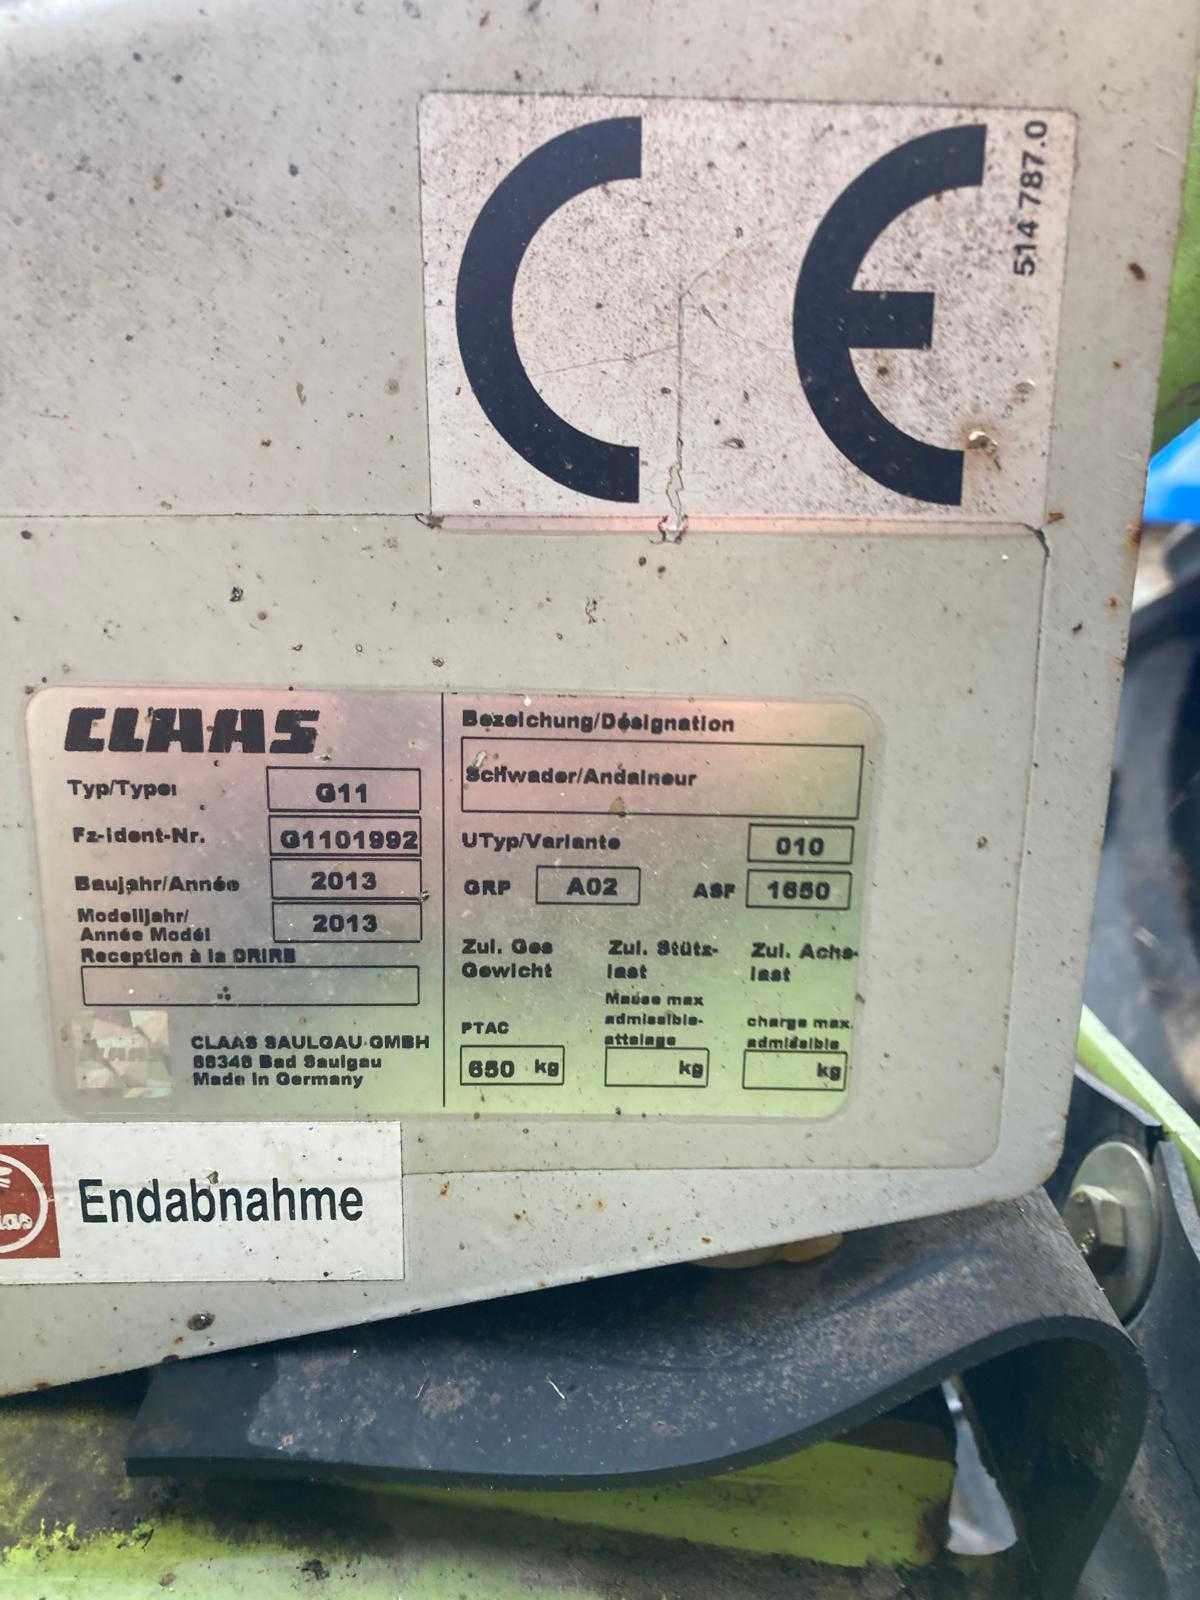 CE
514 787.0
CLAAS
Typ/Type:
G11
Fz-ident-Nr.
G1101992
Baujahr/Année
2013
Modelljahr/
Année Modèl
2013
Réception à la DRIRE
CLAAS SAULGAU GMBH
88348 Bad Saulgau
Made in Germany
Bezeichung/Désignation
Schwader/Andaineur
UTyp/Variante
010
GRP
A02
ASF
1650
Zul. Ges
Gewicht
PTAC
650 kg
Zul. Stütz-
last
Masse max
admissible-
attelage
kg
Zul. Achs-
last
charge max.
admissible
kg
Endabnahme